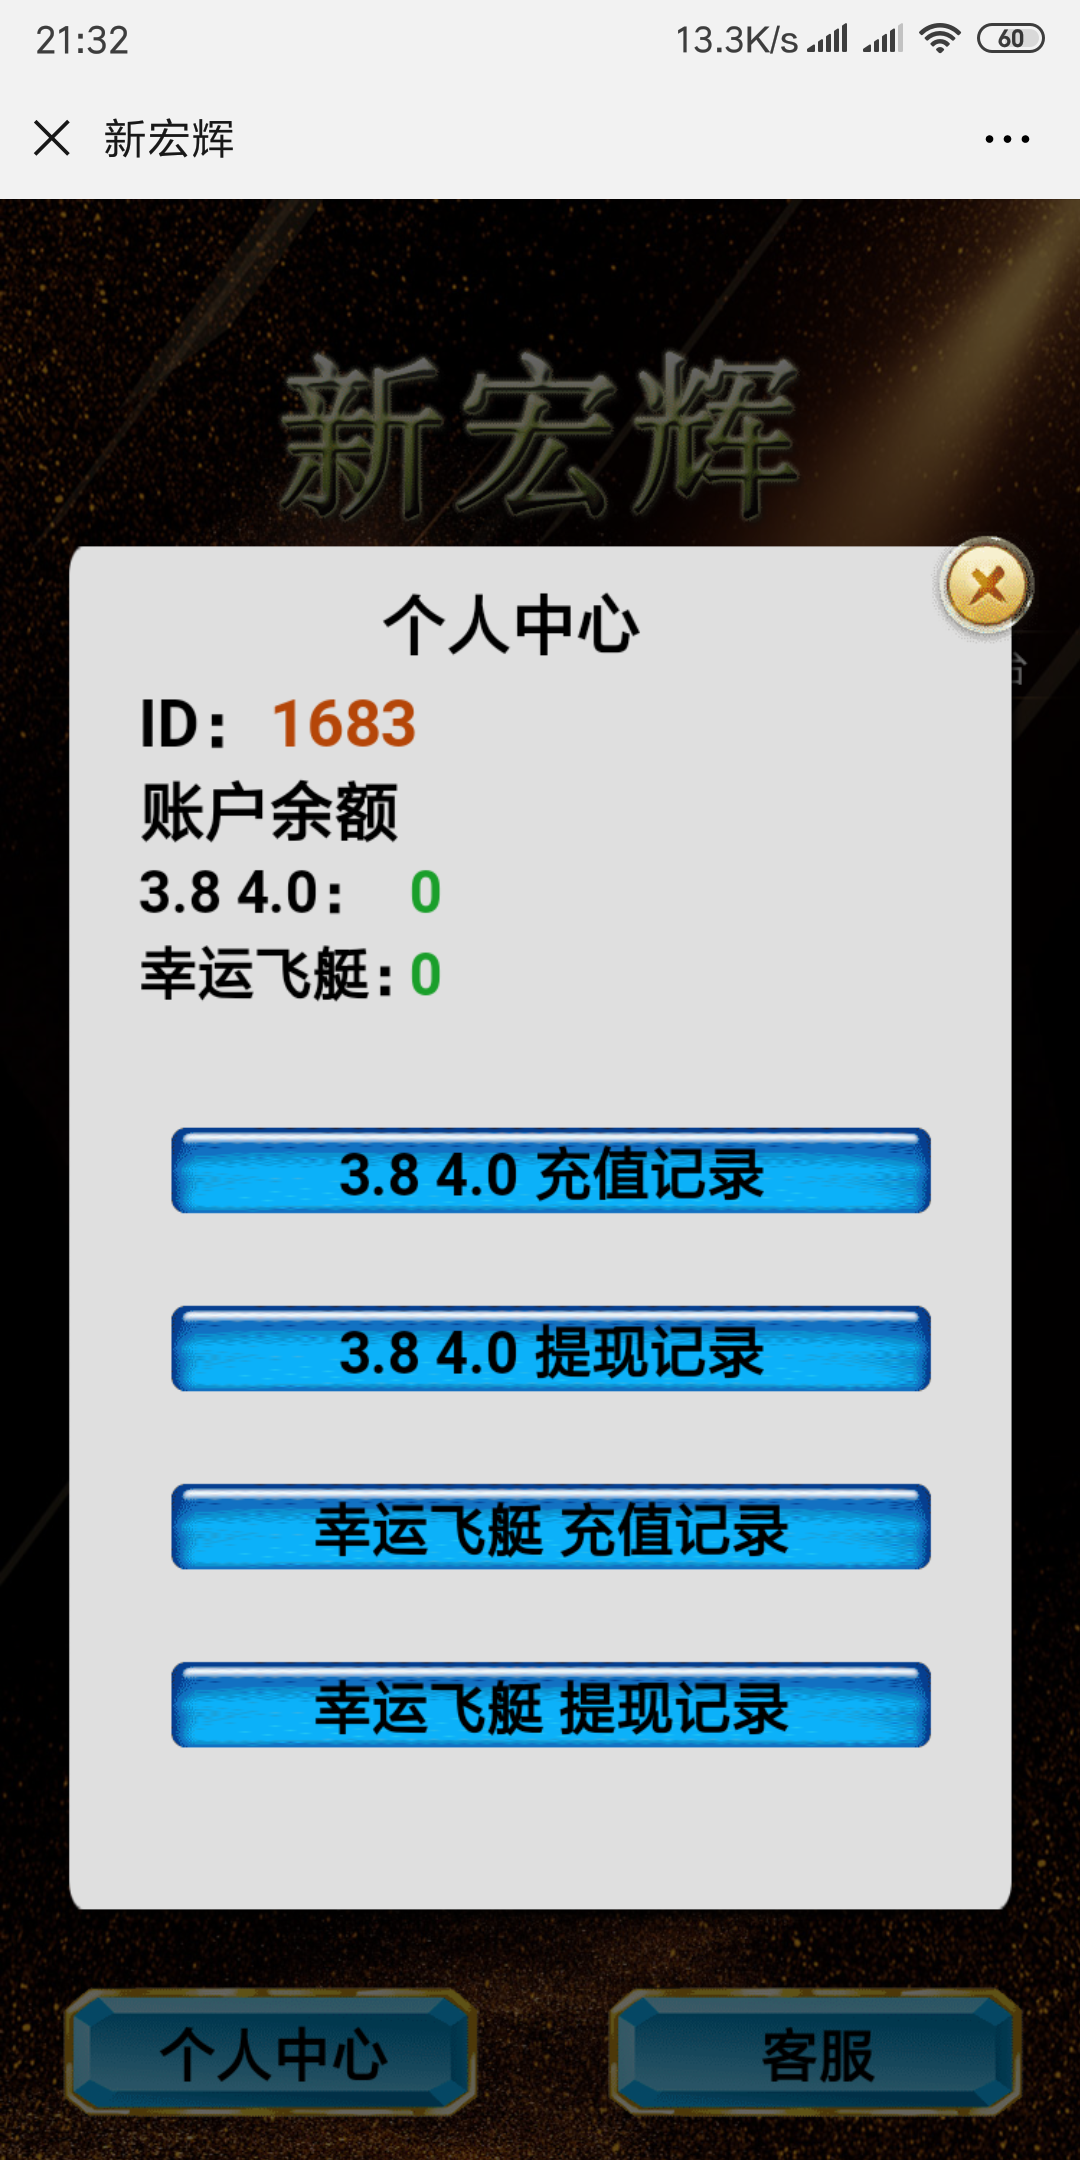 21:32
13.3K/s
60
新宏辉
新宏辉
个人中心
台
ID： 1683
账户余额
3.8 4.0： 0
幸运飞艇：0
3.8 4.0 充值记录
3.8 4.0 提现记录
幸运飞艇 充值记录
幸运飞艇 提现记录
个人中心
客服